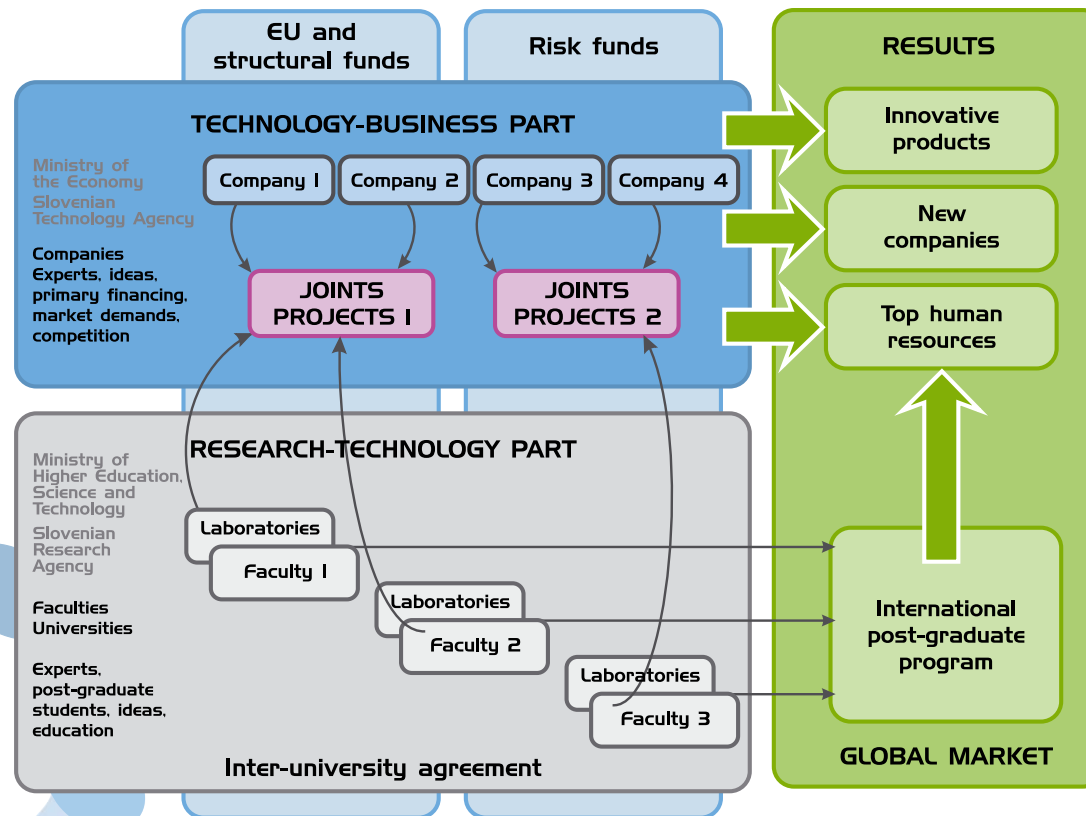 EU and
structural funds
Risk funds
RESULTS
TECHNOLOGY-BUSINESS PART
Ministry of
the Economy
Slovenian
Technology Agency
Companies
Experts, ideas,
primary financing,
market demands,
competition
Company 1
Company 2
Company 3
Company 4
JOINTS
PROJECTS 1
JOINTS
PROJECTS 2
Innovative
products
New
companies
Top human
resources
RESEARCH-TECHNOLOGY PART
Ministry of
Higher Education,
Science and
Technology
Slovenian
Research
Agency
Faculties
Universities
Experts,
post-graduate
students, ideas,
education
Laboratories
Faculty 1
Laboratories
Faculty 2
Laboratories
Faculty 3
Inter-university agreement
International
post-graduate
program
GLOBAL MARKET